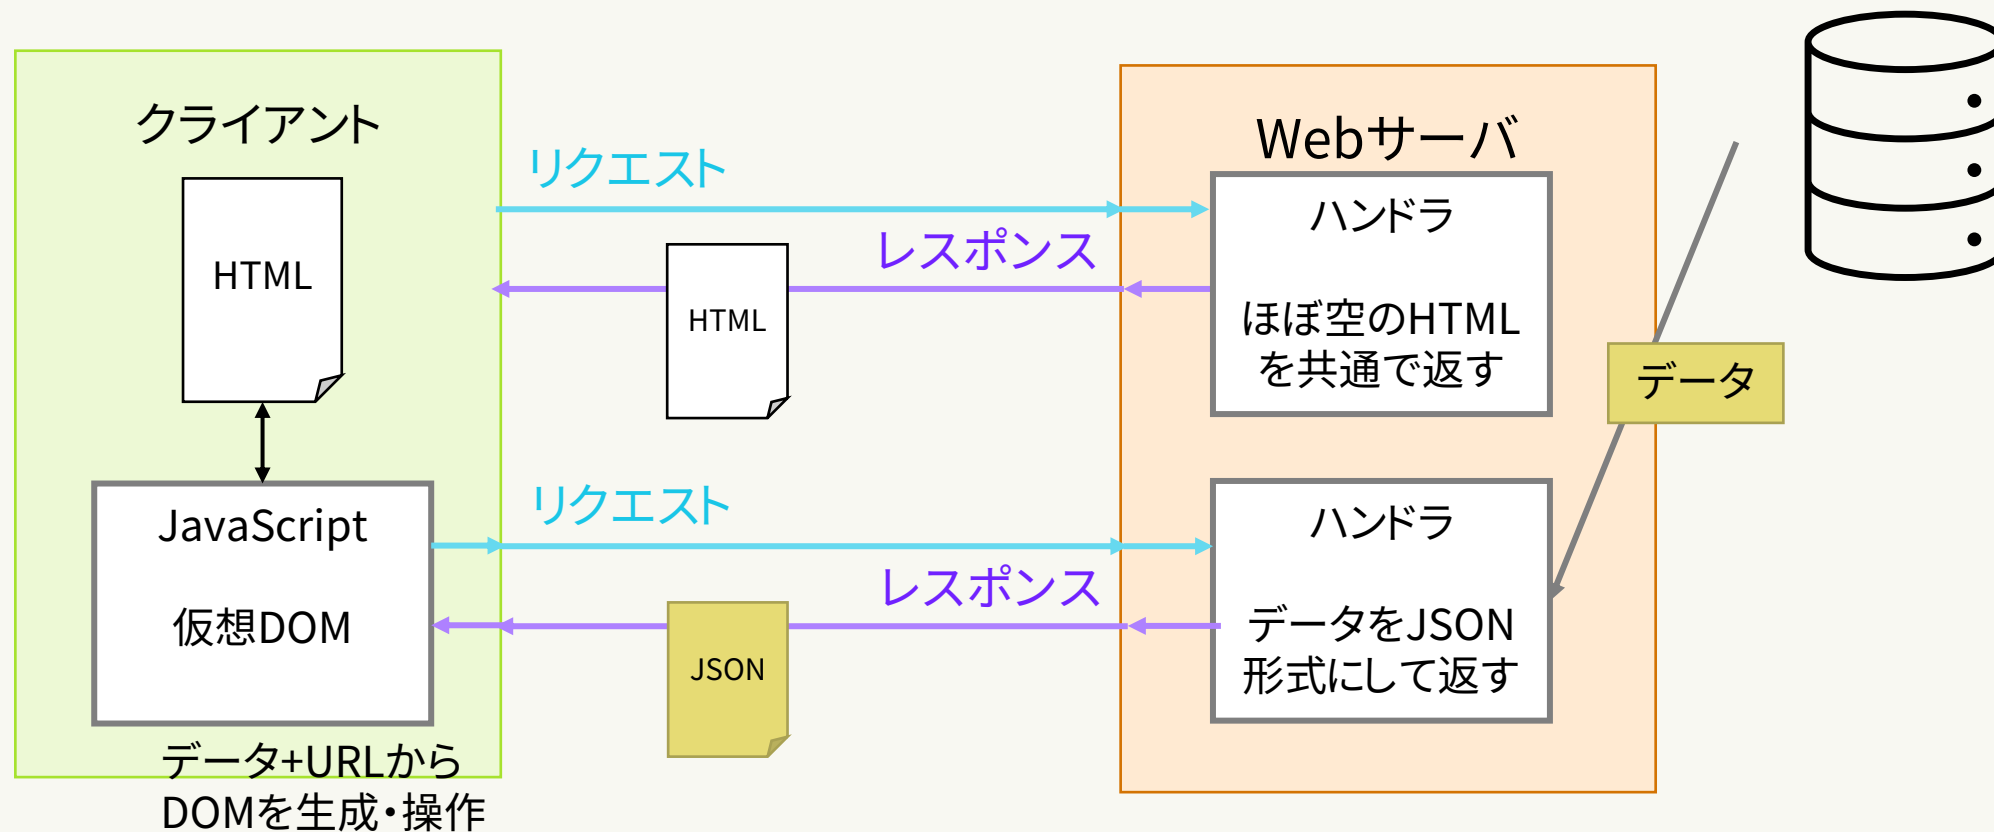 クライアント
HTML
JavaScript
仮想DOM
データ+URLから
DOMを生成・操作
リクエスト
レスポンス
HTML
リクエスト
レスポンス
JSON
Webサーバ
ハンドラ
ほぼ空のHTML
を共通で返す
ハンドラ
データをJSON
形式にして返す
データ